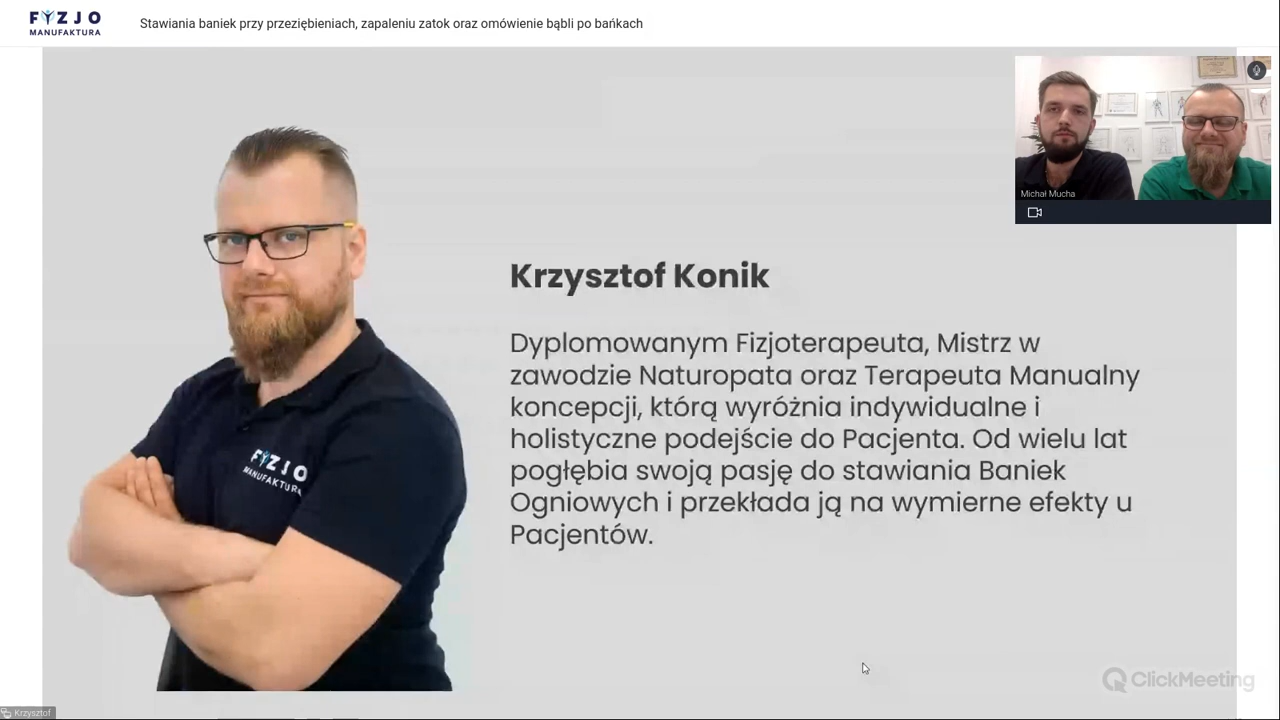 FYZJO
MANUFAKTURA
Stawiania baniek przy przeziębieniach, zapaleniu zatok oraz omówienie bąbli po bańkach
Michał Mucha
Krzysztof Konik
Dyplomowanym Fizjoterapeuta, Mistrz w
zawodzie Naturopata oraz Terapeuta Manualny
koncepcji, którą wyróżnia indywidualne i
holistyczne podejście do Pacjenta. Od wielu lat
pogłębia swoją pasję do stawiania Baniek
Ogniowych i przekłada ją na wymierne efekty u
Pacjentów.
FYZJO
MANUFAKTURA
ClickMeeting
Krzysztof